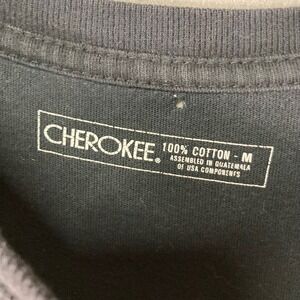 CHEROKEE® 100% COTTON - M
ASSEMBLED IN GUATEMALA
OF USA COMPONENTS